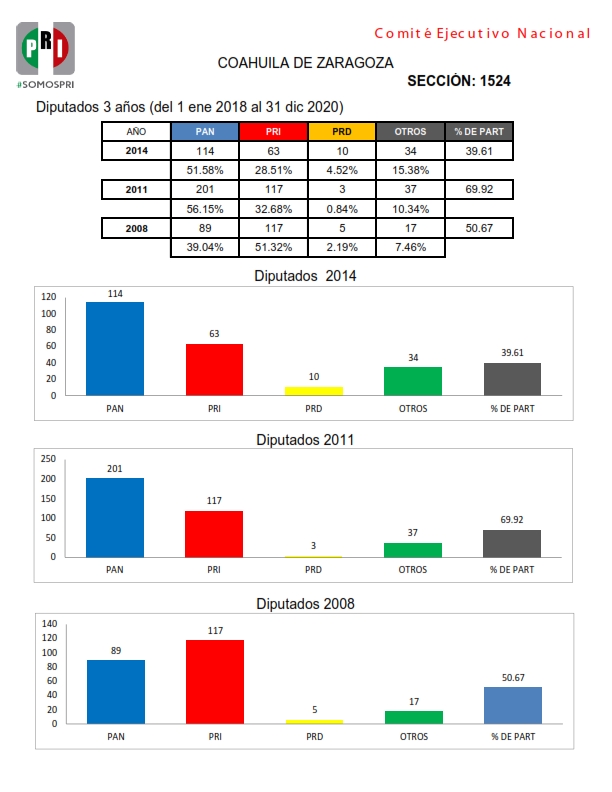 Comité Ejecutivo Nacional
PRI
#SOMOSPRI
COAHUILA DE ZARAGOZA
SECCIÓN: 1524
Diputados 3 años (del 1 ene 2018 al 31 dic 2020)
AÑO PAN PRI PRD OTROS % DE PART
2014 114 63 10 34 39.61
51.58% 28.51% 4.52% 15.38%
2011 201 117 3 37 69.92
56.15% 32.68% 0.84% 10.34%
2008 89 117 5 17 50.67
39.04% 51.32% 2.19% 7.46%
Diputados 2014
120
100
80
60
40
20
0
114
63
10
34
39.61
PAN PRI PRD OTROS % DE PART
Diputados 2011
250
200
150
100
50
0
201
117
3
37
69.92
PAN PRI PRD OTROS % DE PART
Diputados 2008
140
120
100
80
60
40
20
0
89
117
5
17
50.67
PAN PRI PRD OTROS % DE PART